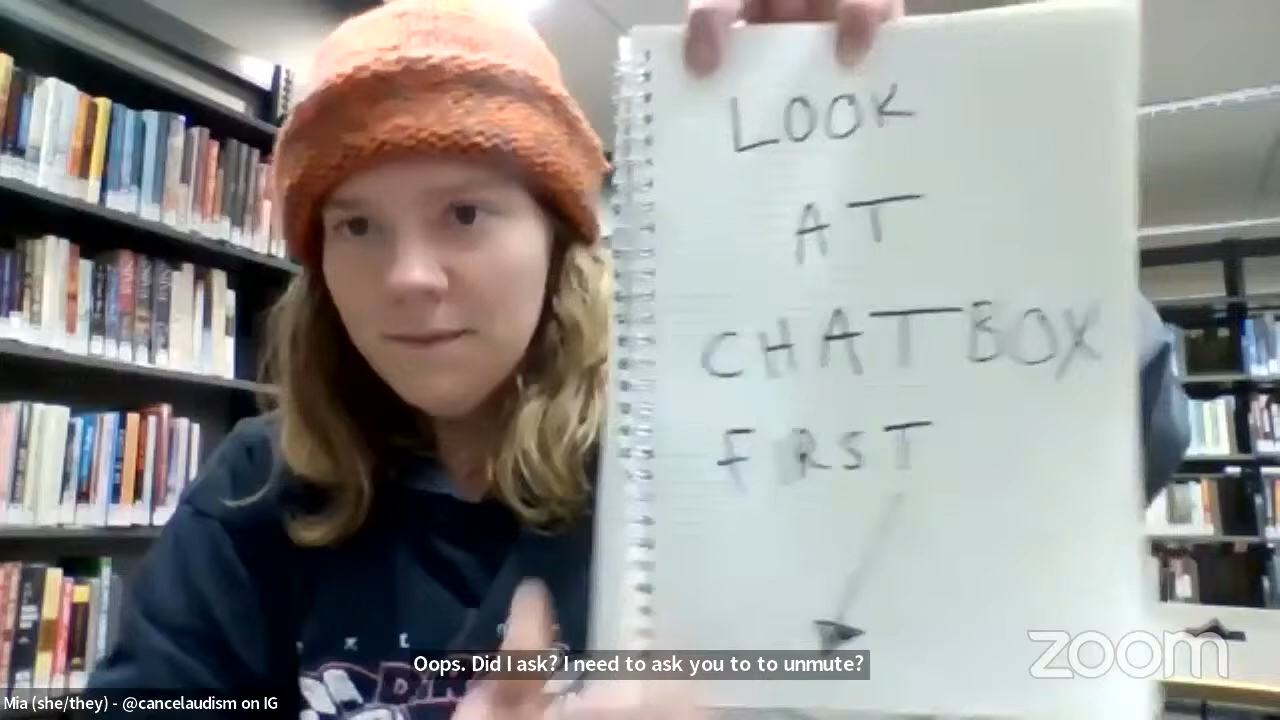 LOOK
AT
CHATBOX
FIRST
Oops. Did I ask? I need to ask you to to unmute?
zoom
Mia (she/they) - @cancelaudism on IG